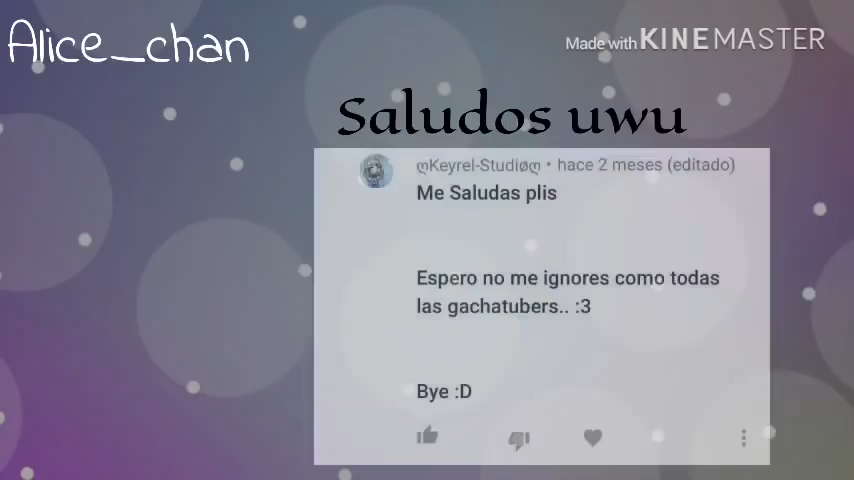 Alice_chan
Made with KINEMASTER
Saludos uwu
ღKeyrel-Studiøღ • hace 2 meses (editado)
Me Saludas plis
Espero no me ignores como todas
las gachatubers.. :3
Bye :D